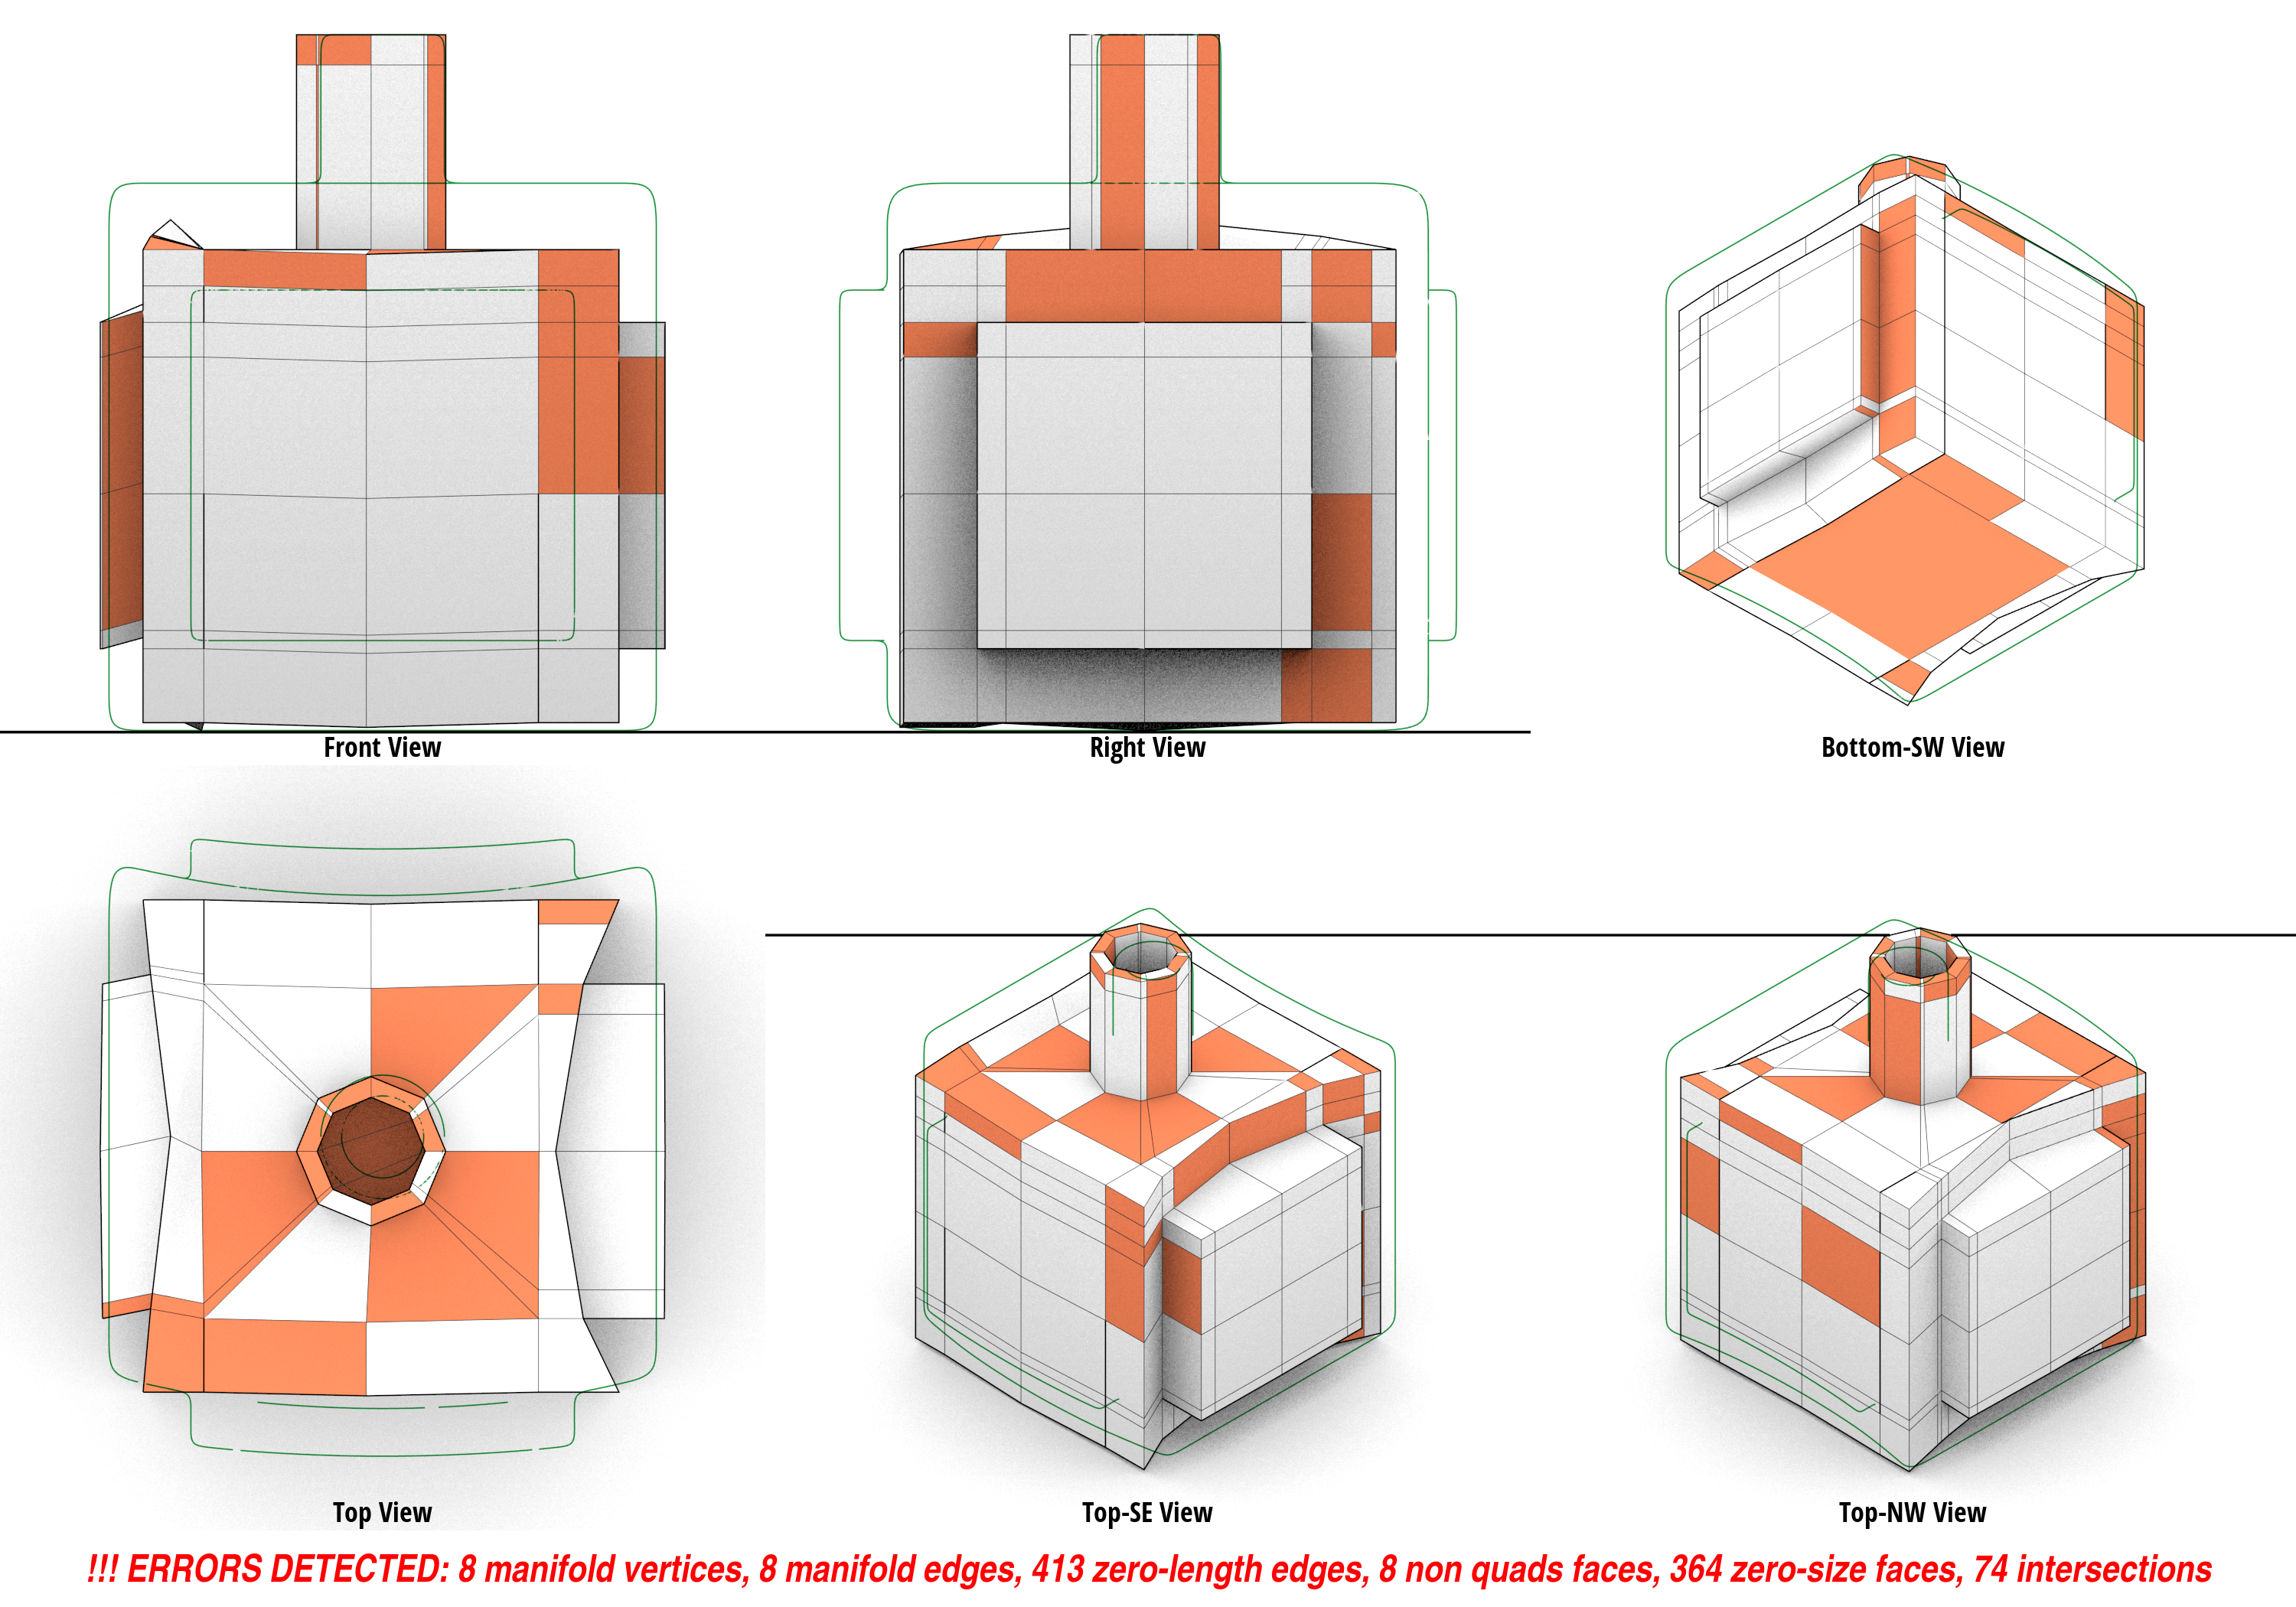 Front View
Right View
Bottom-SW View
Top View
Top-SE View
Top-NW View
!!! ERRORS DETECTED: 8 manifold vertices, 8 manifold edges, 413 zero-length edges, 8 non quads faces, 364 zero-size faces, 74 intersections